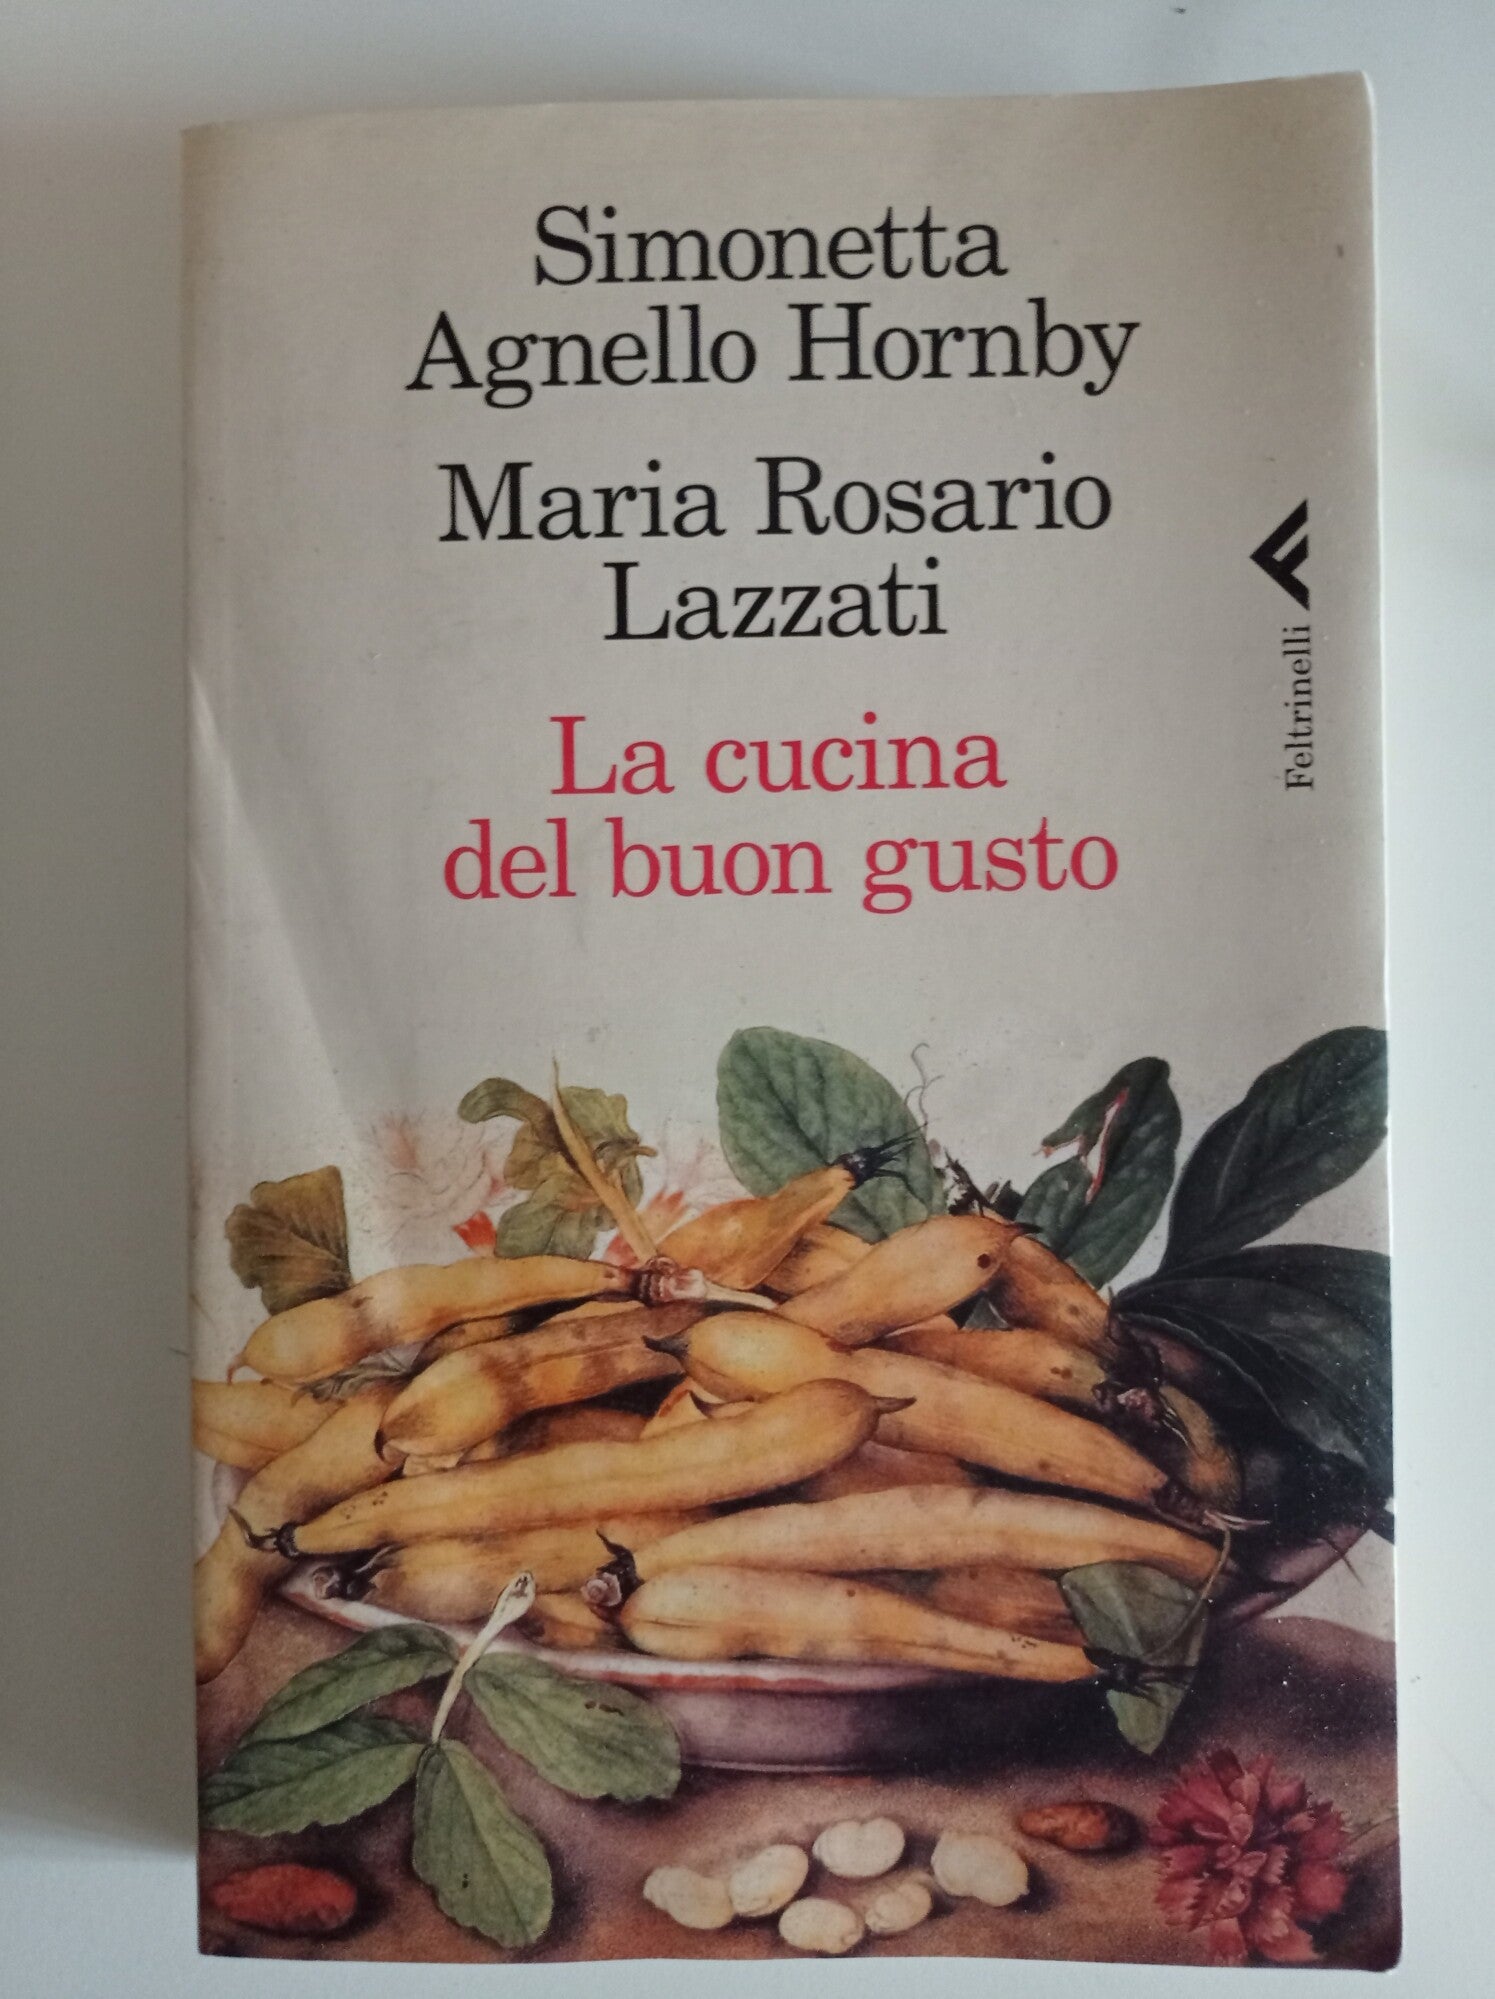 Simonetta
Agnello Hornby
Maria Rosario
Lazzati
La cucina
del buon gusto
Feltrinelli